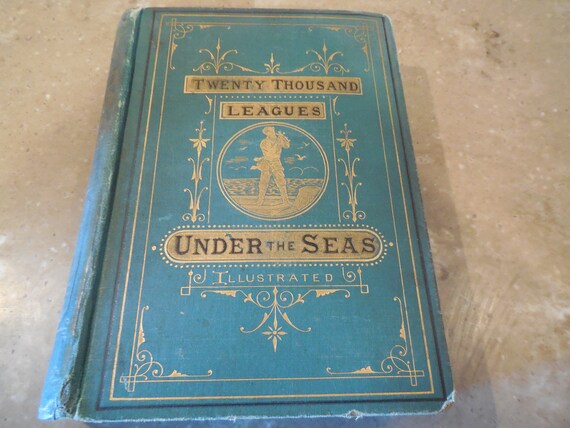 TWENTY THOUSAND
LEAGUES
UNDER THE SEAS
ILLUSTRATED